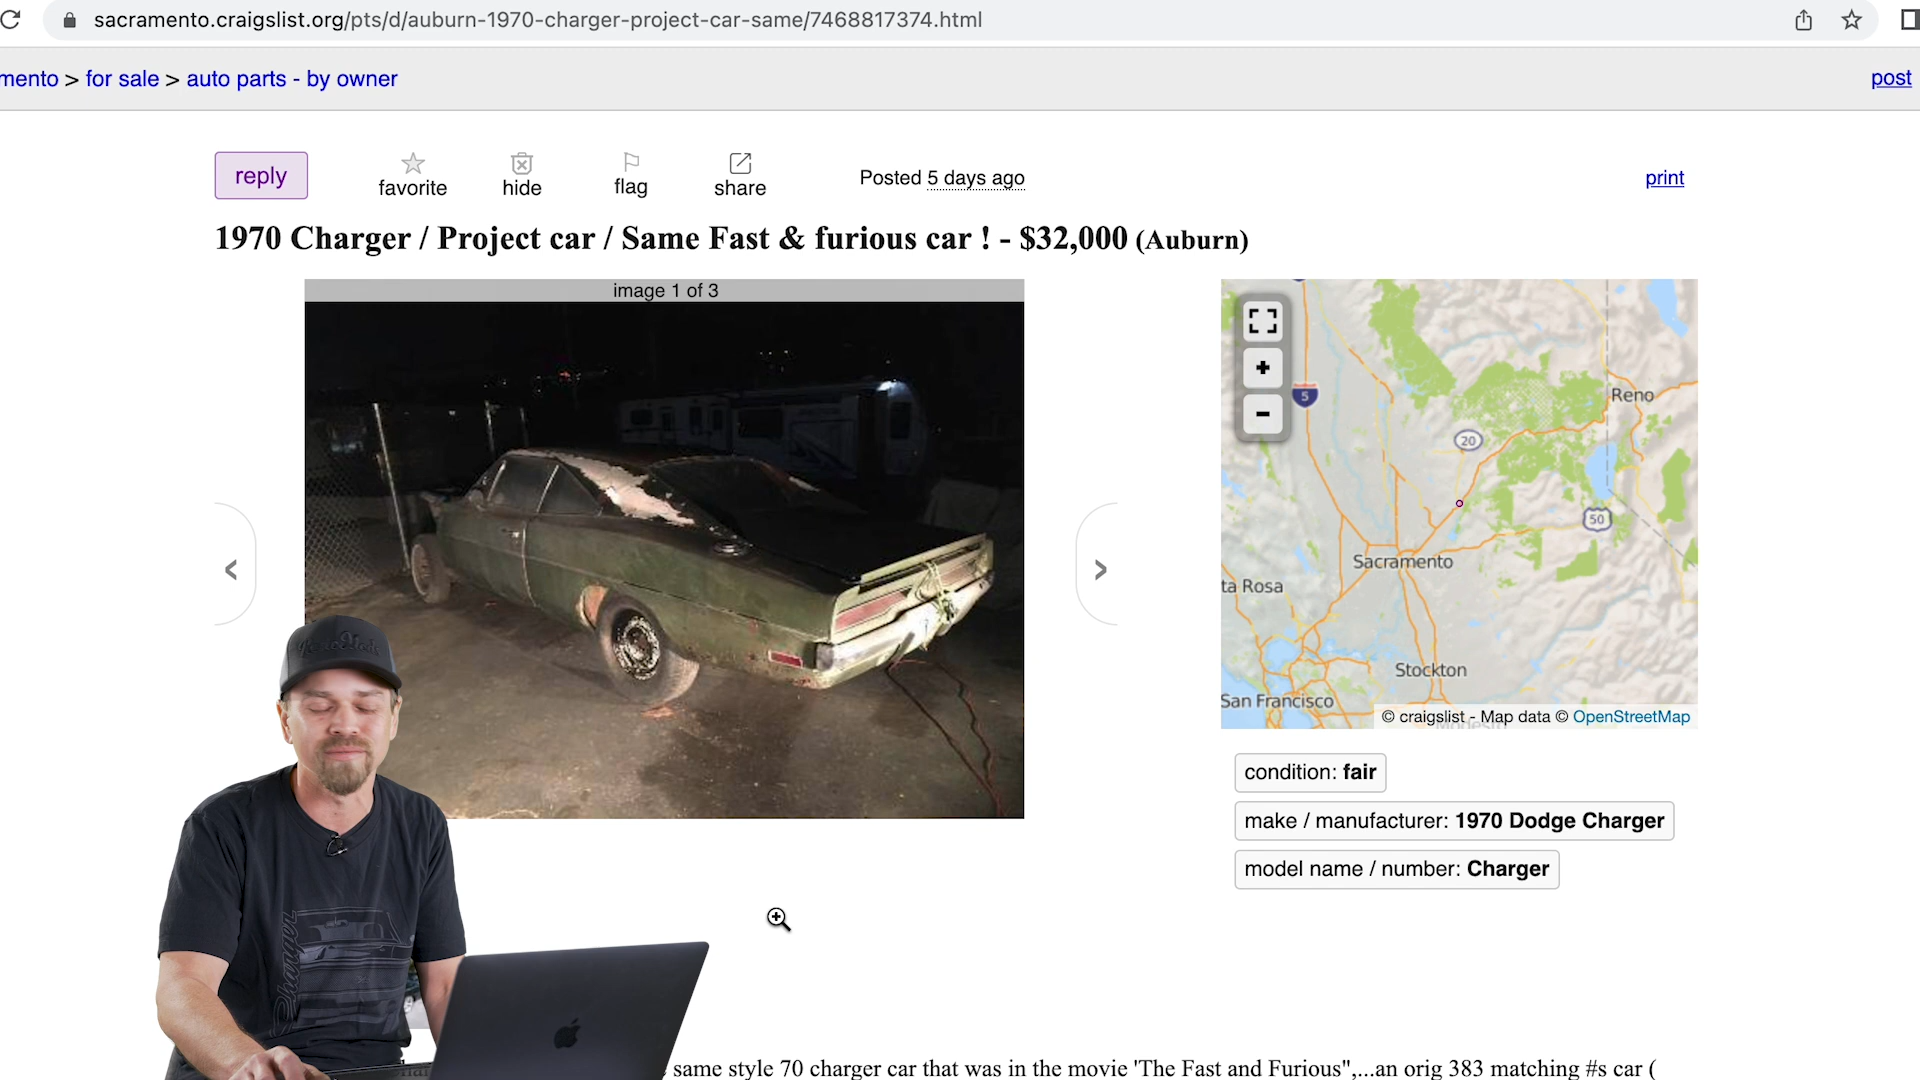 sacramento.craigslist.org/pts/d/auburn-1970-charger-project-car-same/7468817374.html
mento > for sale > auto parts - by owner
post
reply
favorite
hide
flag
share
Posted 5 days ago
print
1970 Charger / Project car / Same Fast & furious car ! - $32,000 (Auburn)
image 1 of 3
<
>
+
-
5
Reno
20
50
Sacramento
ta Rosa
Stockton
San Francisco
© craigslist - Map data © OpenStreetMap
condition: fair
make / manufacturer: 1970 Dodge Charger
model name / number: Charger
Charger
same style 70 charger car that was in the movie 'The Fast and Furious",...an orig 383 matching #s car (